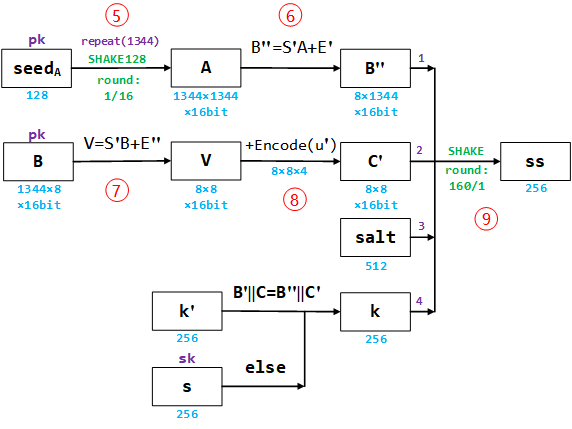 ⑤
⑥
pk
repeat(1344)
B"=S'A+E'
1
seedA
SHAKE128
A
B"
round:
1/16
128
1344×1344
×16bit
8×1344
×16bit
pk
V=S'B+E"
+Encode(u')
2
SHAKE
B
V
8×8×4
C'
round:
160/1
ss
1344×8
×16bit
⑦
8×8
×16bit
⑧
8×8
×16bit
⑨
256
salt
3
512
B'||C=B"||C'
4
k'
k
256
256
sk
s
else
256